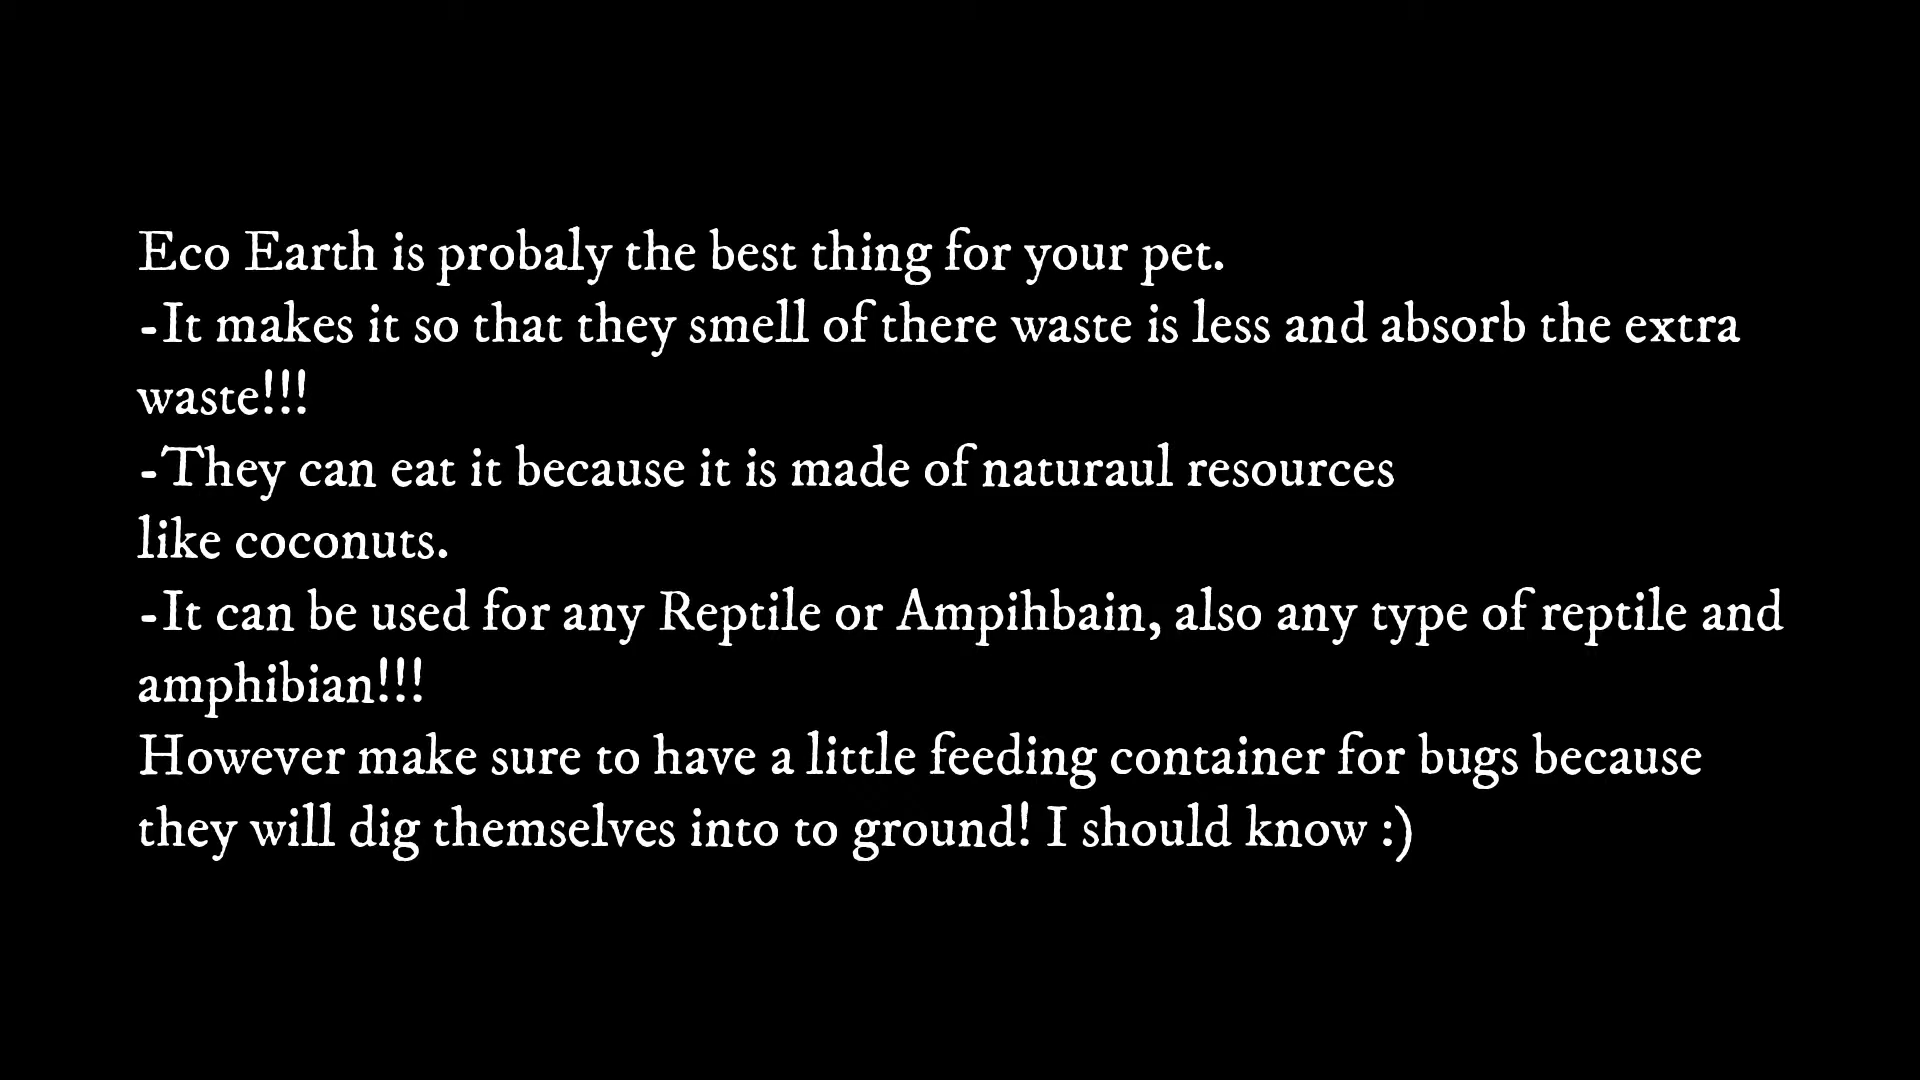 Eco Earth is probaly the best thing for your pet.
-It makes it so that they smell of there waste is less and absorb the extra
waste!!!
-They can eat it because it is made of naturaul resources
like coconuts.
-It can be used for any Reptile or Ampihbain, also any type of reptile and
amphibian!!!
However make sure to have a little feeding container for bugs because
they will dig themselves into to ground! I should know :)